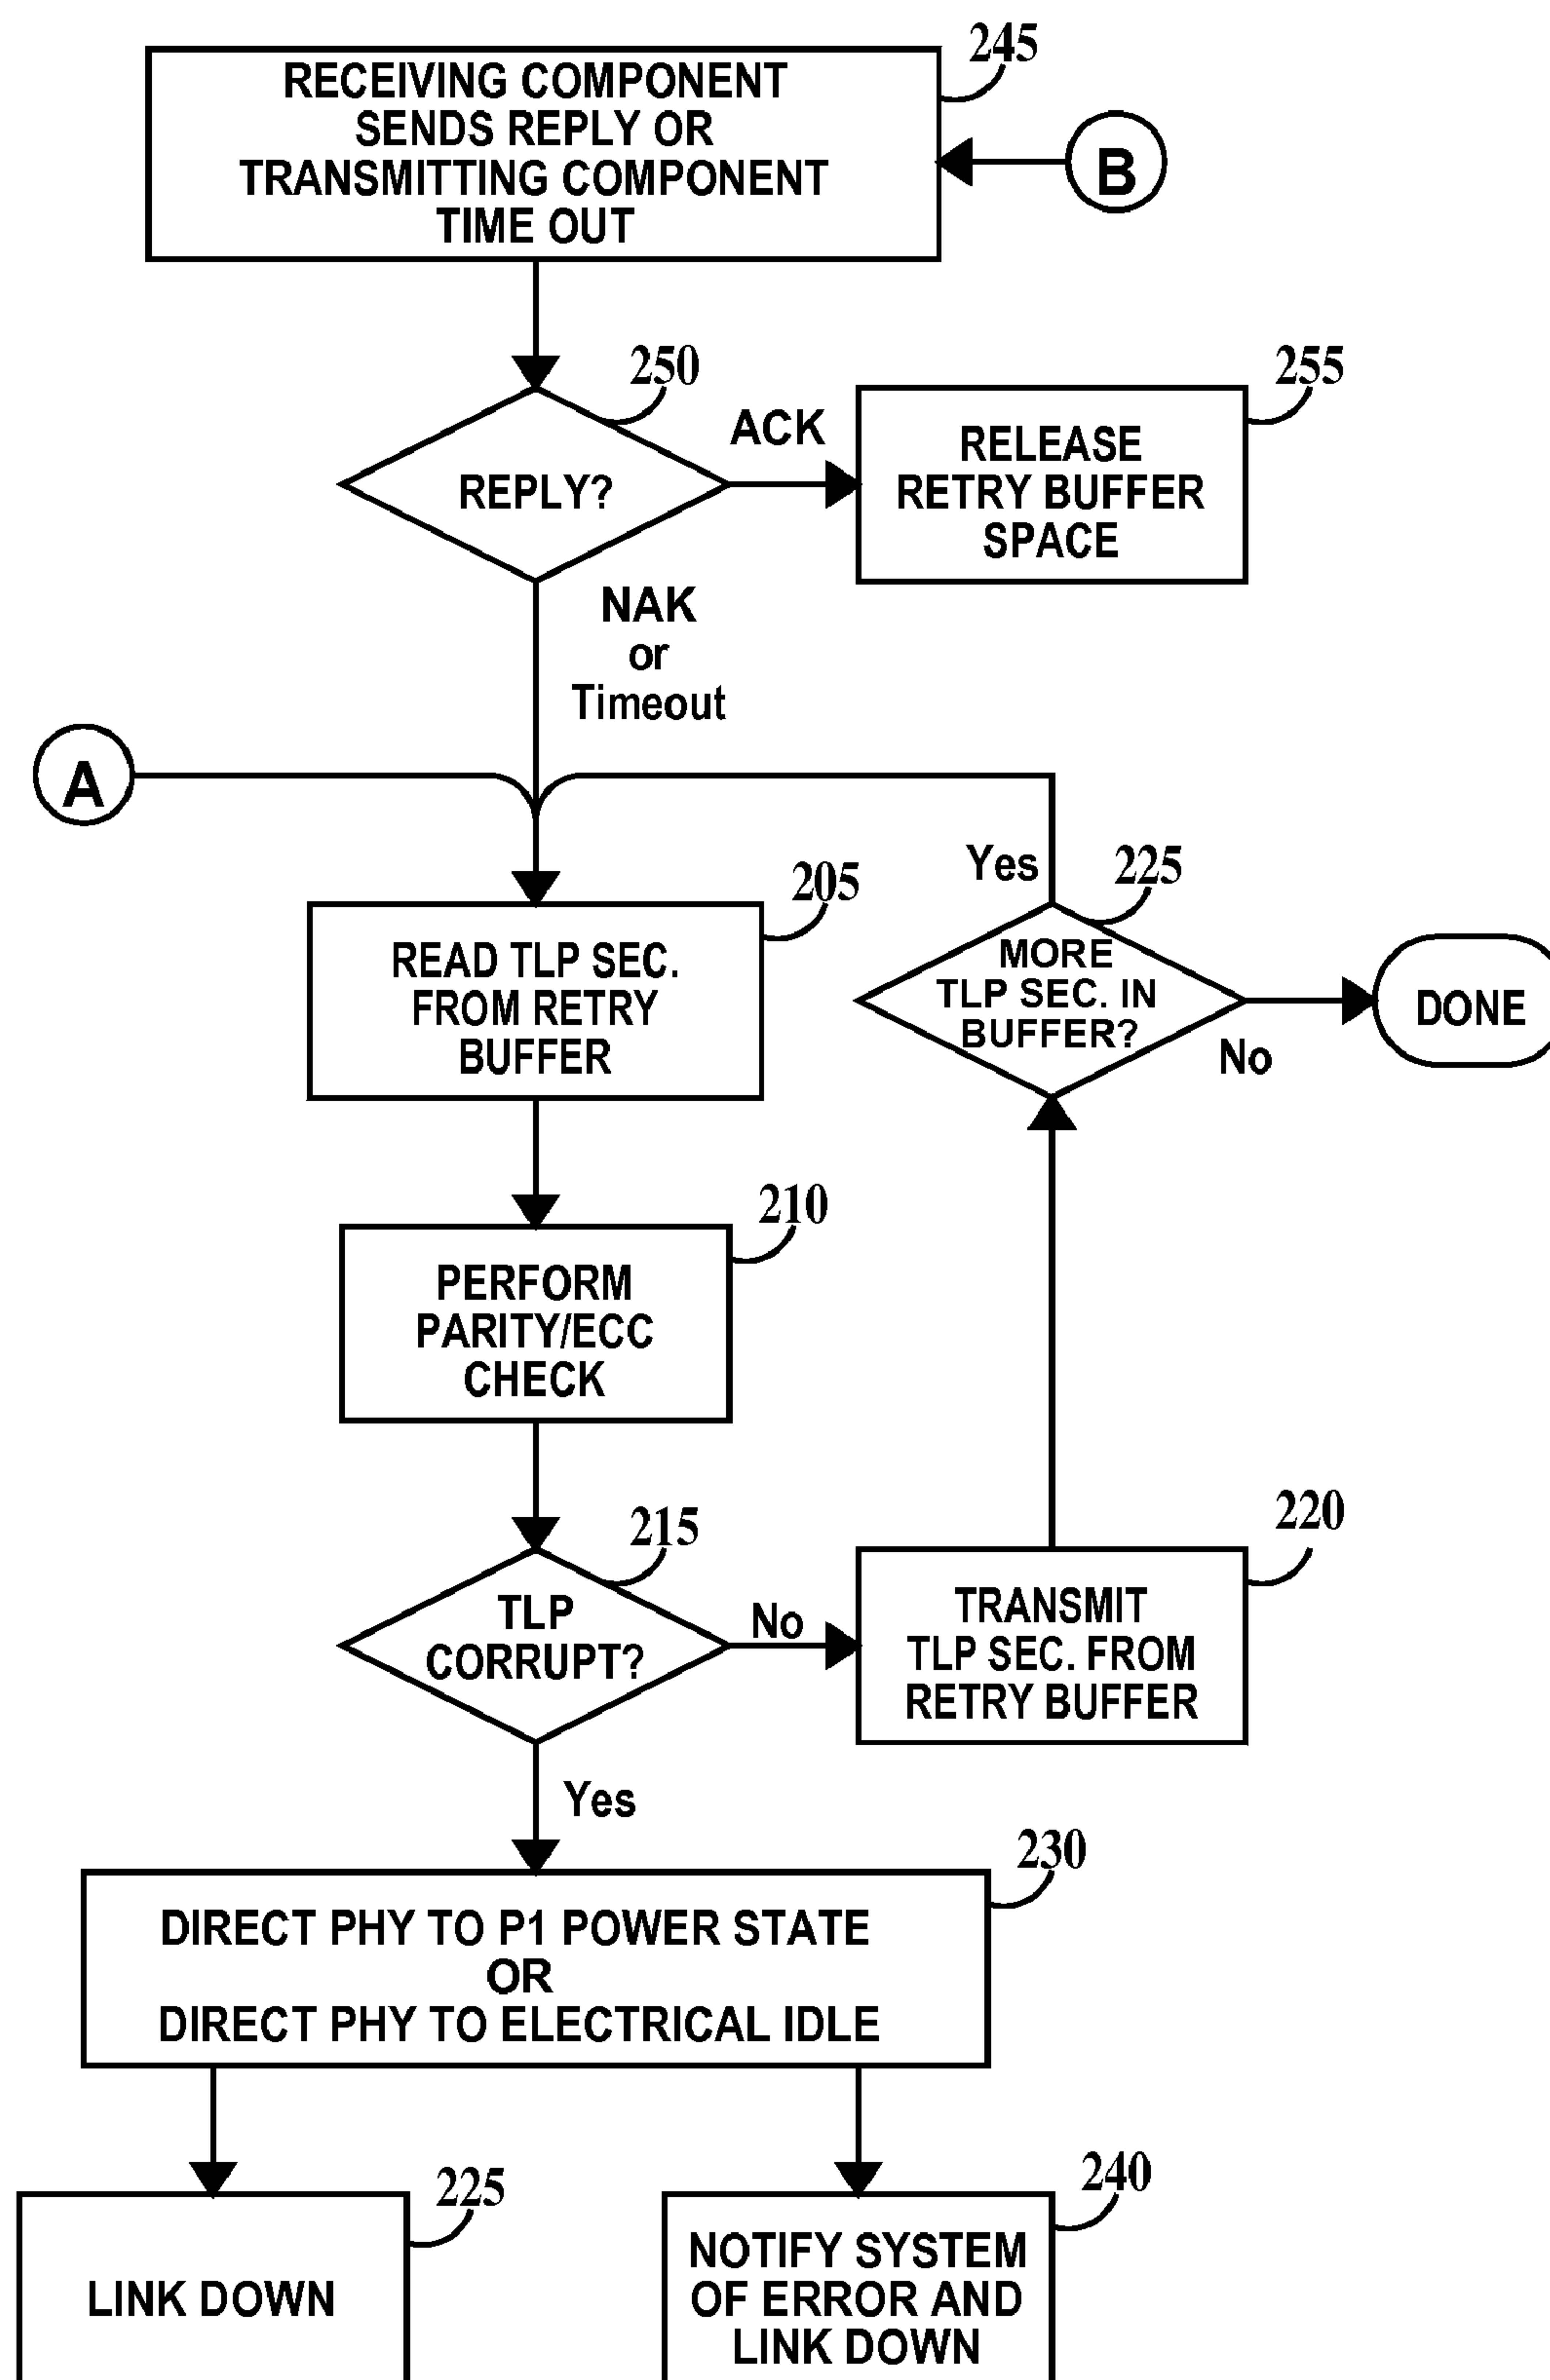 245
RECEIVING COMPONENT
SENDS REPLY OR
TRANSMITTING COMPONENT
TIME OUT
B
250
REPLY?
ACK
255
RELEASE
RETRY BUFFER
SPACE
NAK
or
Timeout
A
205
READ TLP SEC.
FROM RETRY
BUFFER
Yes
225
MORE
TLP SEC. IN
BUFFER?
No
DONE
210
PERFORM
PARITY/ECC
CHECK
215
TLP
CORRUPT?
No
220
TRANSMIT
TLP SEC. FROM
RETRY BUFFER
Yes
230
DIRECT PHY TO P1 POWER STATE
OR
DIRECT PHY TO ELECTRICAL IDLE
225
LINK DOWN
240
NOTIFY SYSTEM
OF ERROR AND
LINK DOWN